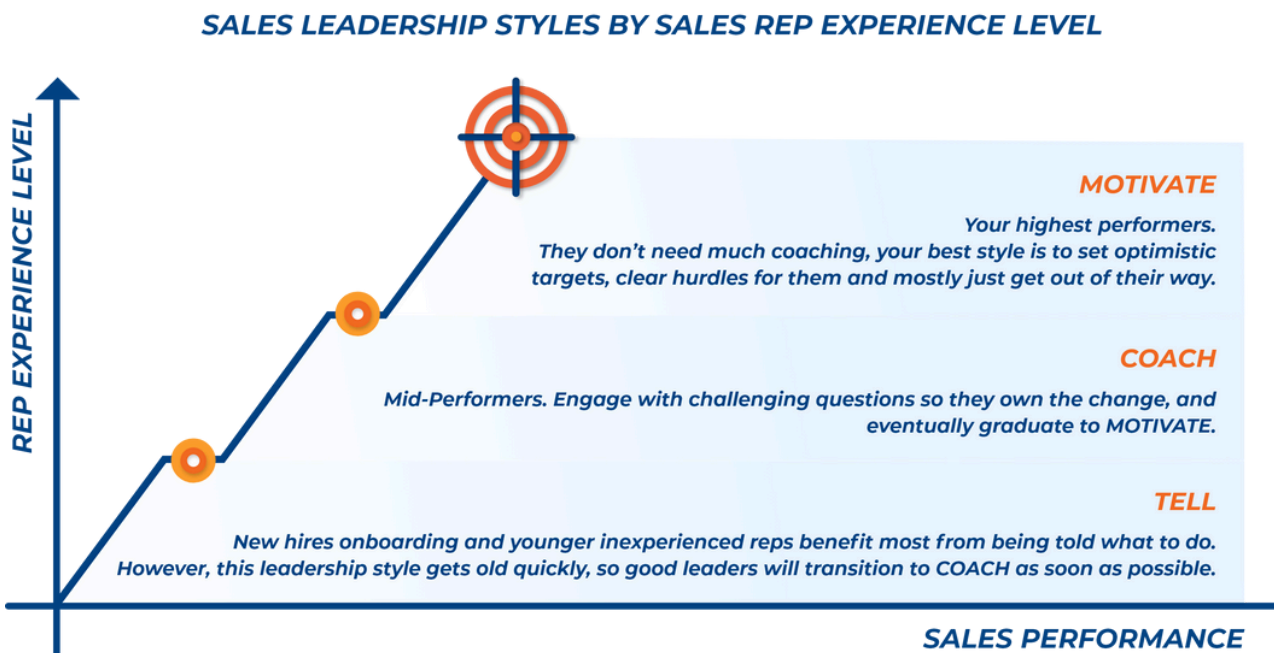 SALES LEADERSHIP STYLES BY SALES REP EXPERIENCE LEVEL
REP EXPERIENCE LEVEL
MOTIVATE
Your highest performers.
They don’t need much coaching, your best style is to set optimistic
targets, clear hurdles for them and mostly just get out of their way.
COACH
Mid-Performers. Engage with challenging questions so they own the change, and
eventually graduate to MOTIVATE.
TELL
New hires onboarding and younger inexperienced reps benefit most from being told what to do.
However, this leadership style gets old quickly, so good leaders will transition to COACH as soon as possible.
SALES PERFORMANCE